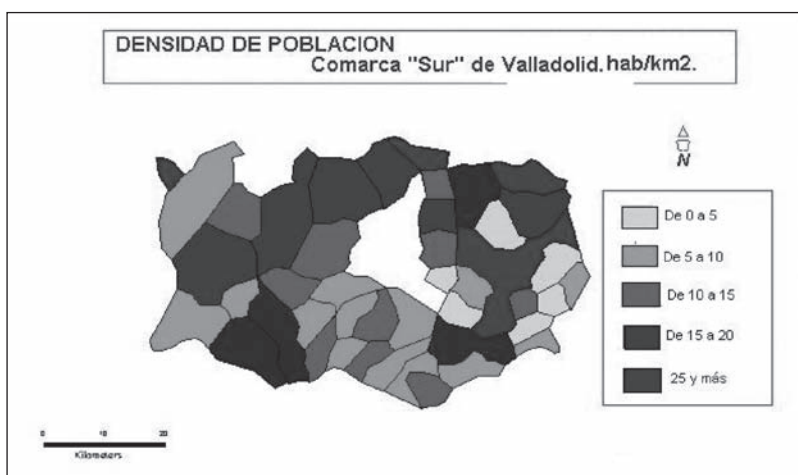 DENSIDAD DE POBLACION
Comarca "Sur" de Valladolid. hab/km2.
N
De 0 a 5
De 5 a 10
De 10 a 15
De 15 a 20
25 y más
0 10 20
Kilometers